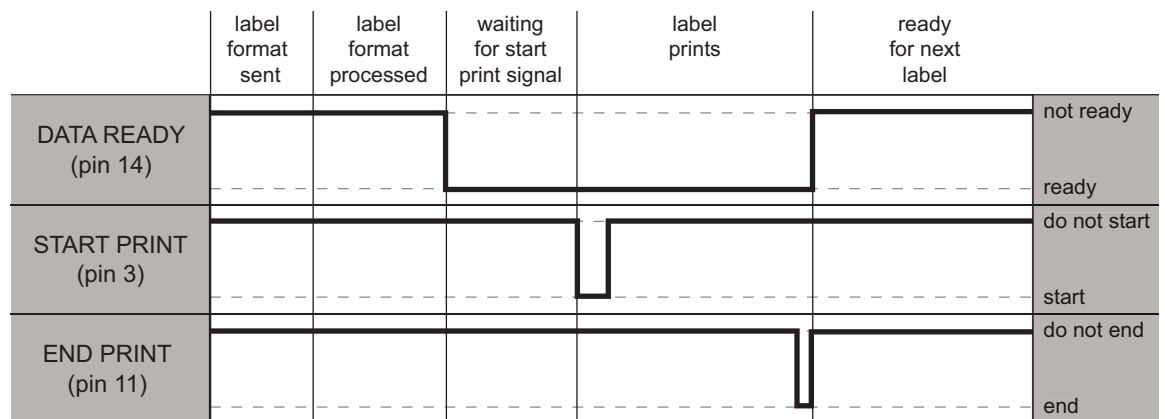 label
format
sent
label
format
processed
waiting
for start
print signal
label
prints
ready
for next
label
DATA READY
(pin 14)
not ready
ready
START PRINT
(pin 3)
do not start
start
END PRINT
(pin 11)
do not end
end